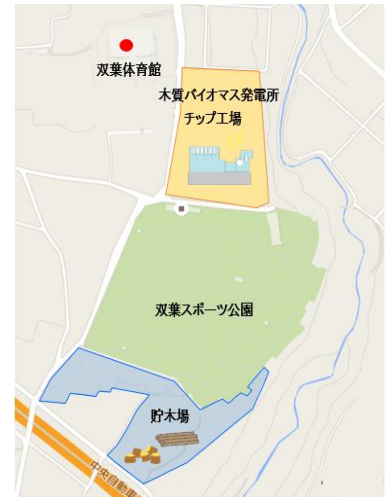 双葉体育館
木質バイオマス発電所
チップ工場
双葉スポーツ公園
貯木場
中央自動車